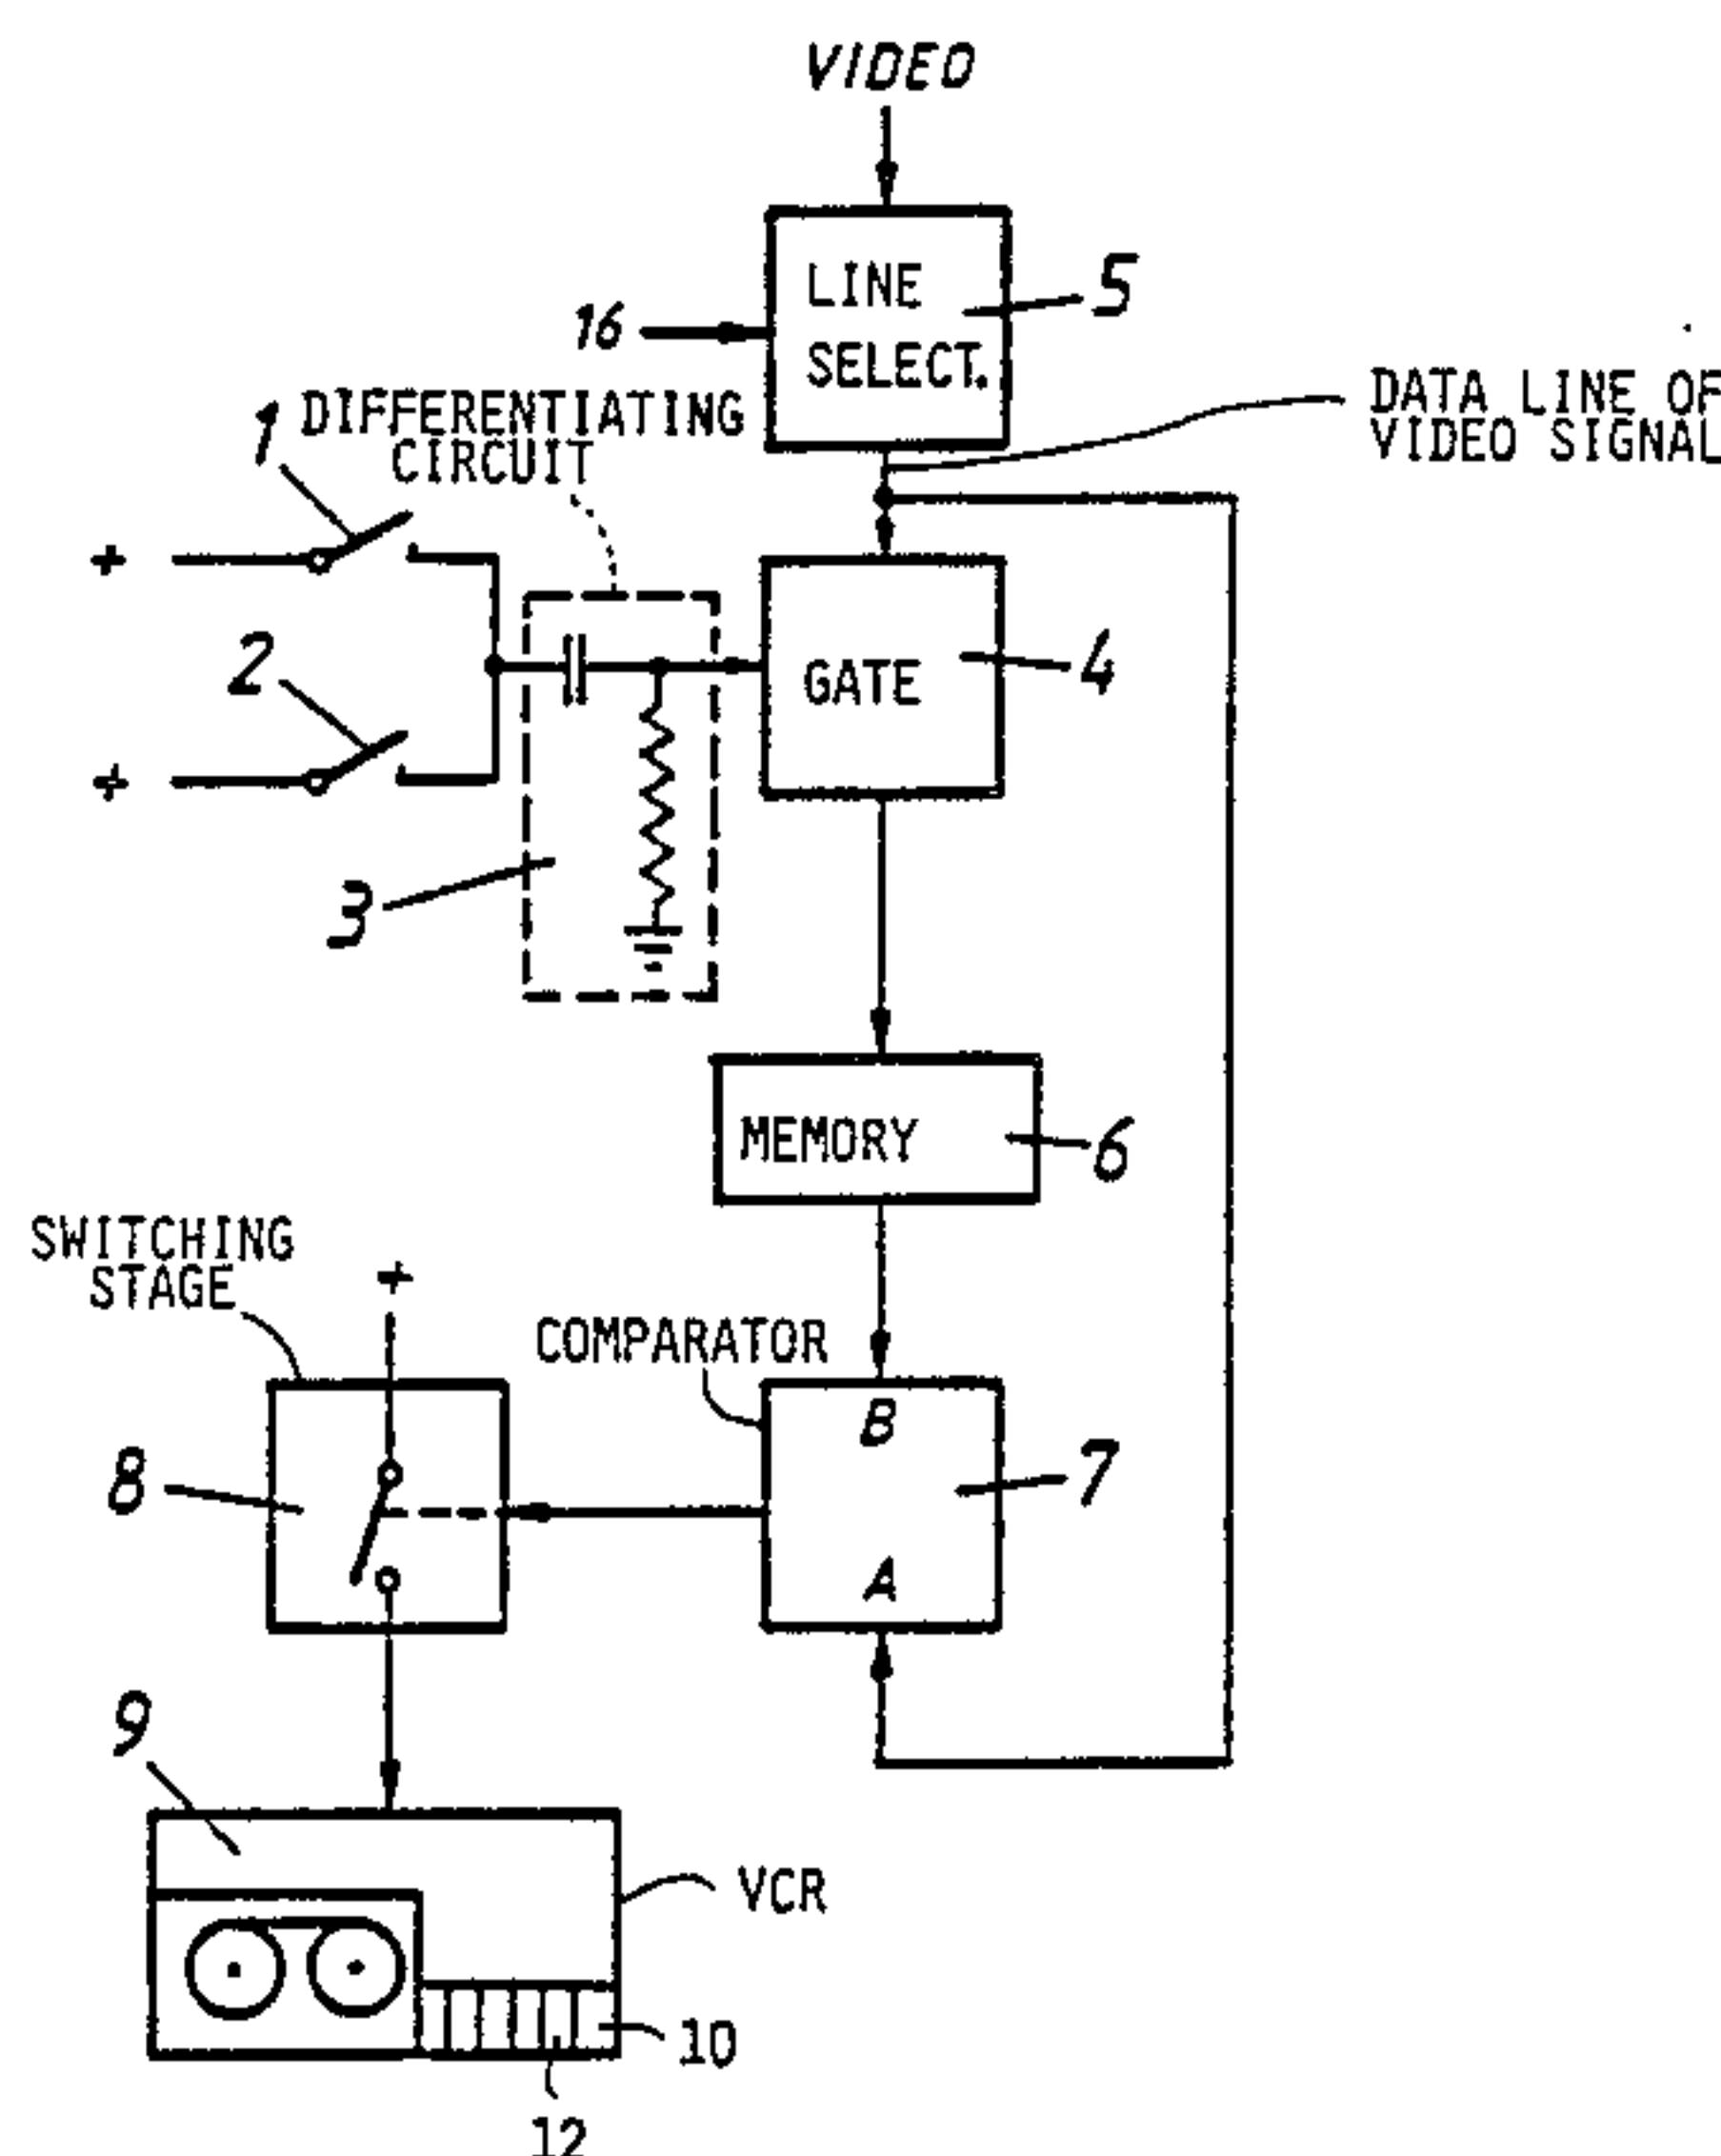 VIDEO
LINE
SELECT.
5
16
DATA LINE OF
VIDEO SIGNAL
1
DIFFERENTIATING
CIRCUIT
+
2
GATE
4
+
3
MEMORY
6
SWITCHING
STAGE
+
COMPARATOR
B
8
7
A
9
VCR
10
12